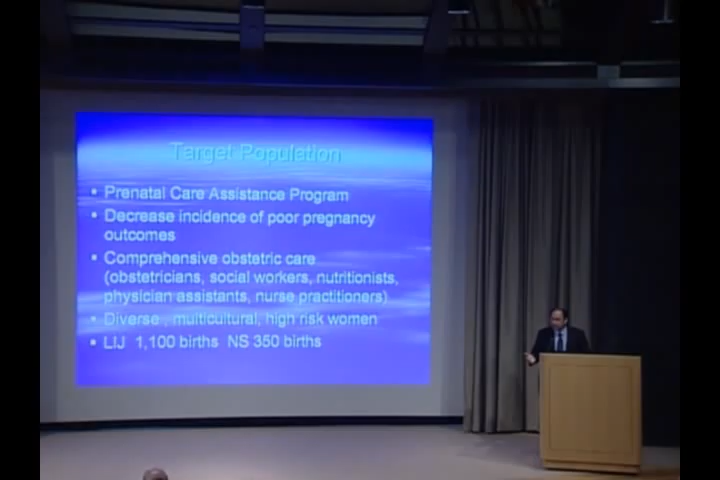 Target Population
• Prenatal Care Assistance Program
• Decrease incidence of poor pregnancy
outcomes
• Comprehensive obstetric care
(obstetricians, social workers, nutritionists,
physician assistants, nurse practitioners)
• Diverse , multicultural, high risk women
• LIJ 1,100 births NS 350 births